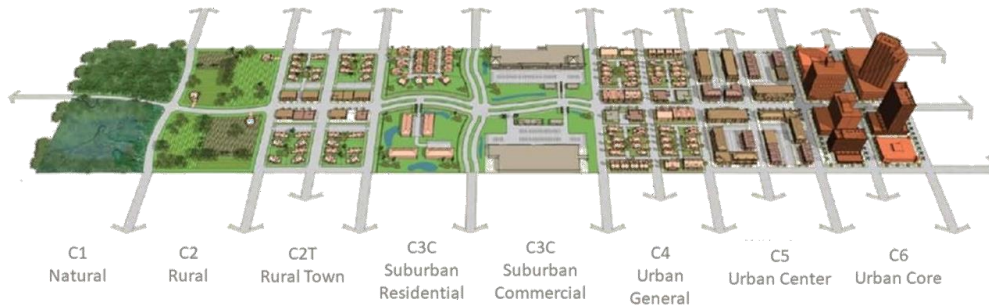 C1
Natural
C2
Rural
C2T
Rural Town
C3C
Suburban
Residential
C3C
Suburban
Commercial
C4
Urban
General
C5
Urban Center
C6
Urban Core